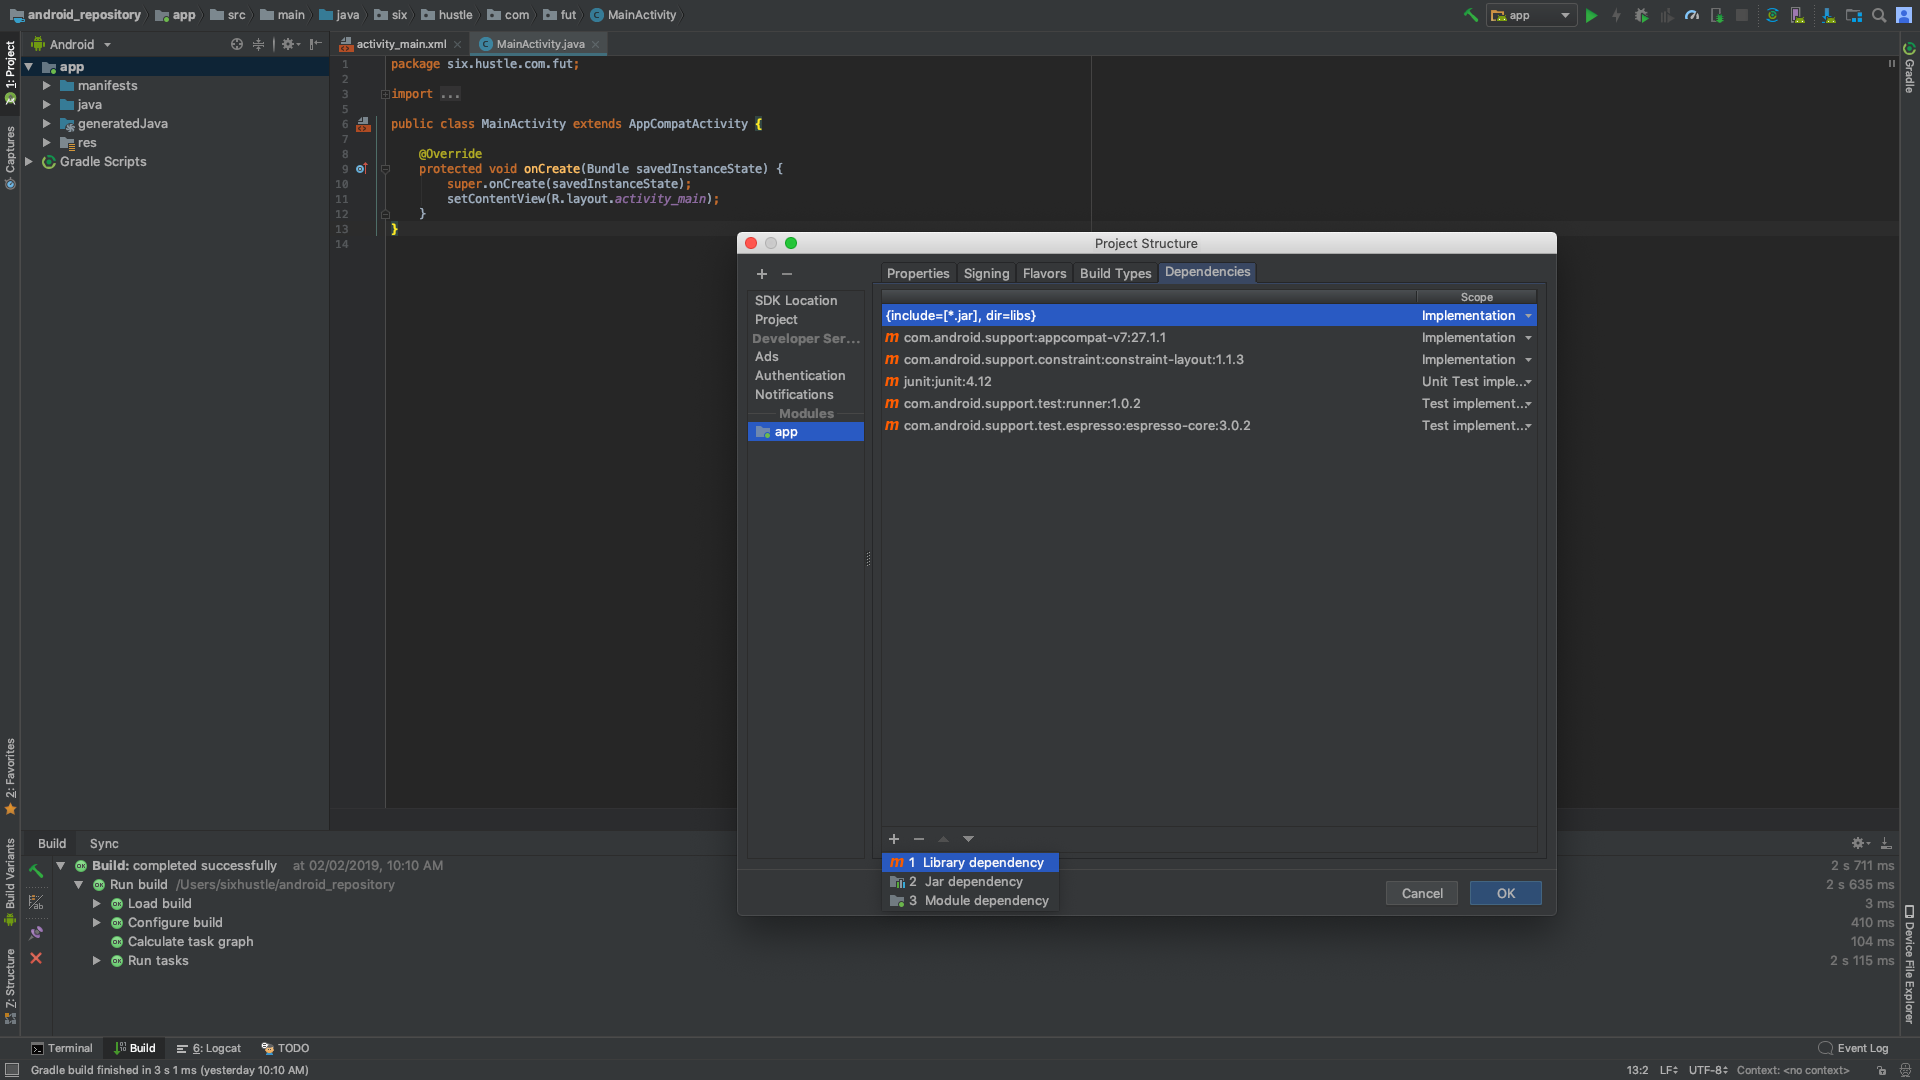 android_repository app src main java six hustle com fut MainActivity
app
Android
activity_main.xml
MainActivity.java
1: Project
Captures
2: Favorites
Build Variants
Z: Structure
Gradle
Device File Explorer
app
manifests
java
generatedJava
res
Gradle Scripts
1 package six.hustle.com.fut;
2
3 import ...
5
6 public class MainActivity extends AppCompatActivity {
7
8 @Override
9 protected void onCreate(Bundle savedInstanceState) {
10 super.onCreate(savedInstanceState);
11 setContentView(R.layout.activity_main);
12 }
13 }
14
Project Structure
SDK Location
Project
Developer Ser...
Ads
Authentication
Notifications
Modules
app
Properties Signing Flavors Build Types Dependencies
Scope
{include=[*.jar], dir=libs} Implementation
m com.android.support:appcompat-v7:27.1.1 Implementation
m com.android.support.constraint:constraint-layout:1.1.3 Implementation
m junit:junit:4.12 Unit Test imple...
m com.android.support.test:runner:1.0.2 Test implement...
m com.android.support.test.espresso:espresso-core:3.0.2 Test implement...
m 1 Library dependency
2 Jar dependency
3 Module dependency
Cancel
OK
Build Sync
Build: completed successfully at 02/02/2019, 10:10 AM 2 s 711 ms
Run build /Users/sixhustle/android_repository 2 s 635 ms
Load build 3 ms
Configure build 410 ms
Calculate task graph 104 ms
Run tasks 2 s 115 ms
Terminal Build 6: Logcat TODO Event Log
Gradle build finished in 3 s 1 ms (yesterday 10:10 AM) 13:2 LF UTF-8 Context: <no context>